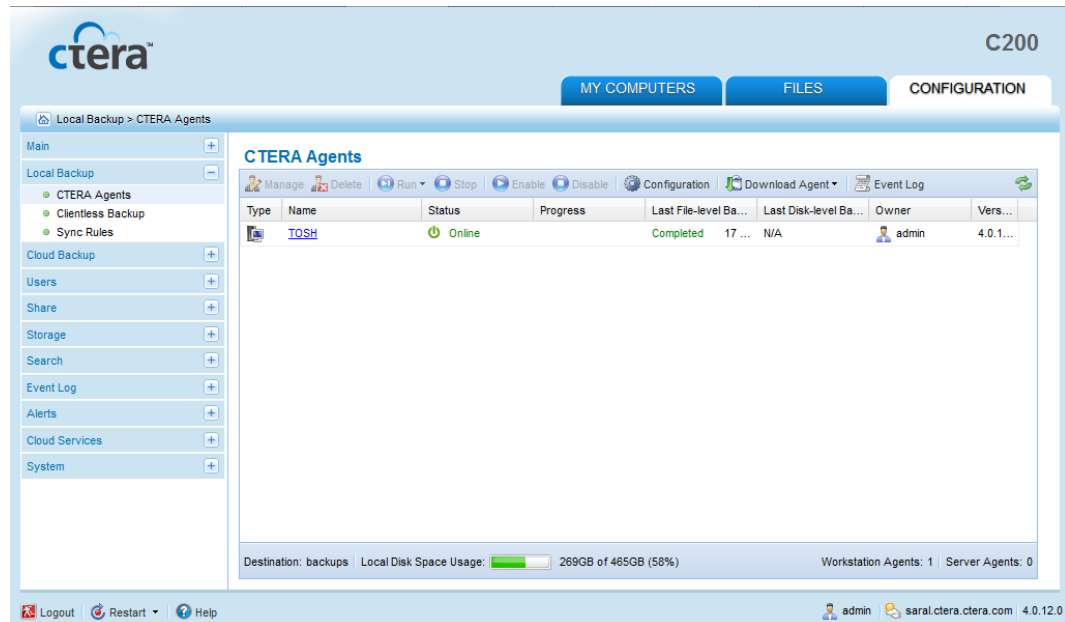 ctera™
C200
MY COMPUTERS FILES CONFIGURATION
Local Backup > CTERA Agents
Main
Local Backup
CTERA Agents
Clientless Backup
Sync Rules
Cloud Backup
Users
Share
Storage
Search
Event Log
Alerts
Cloud Services
System
CTERA Agents
Manage Delete Run Stop Enable Disable Configuration Download Agent Event Log
Type Name Status Progress Last File-level Ba... Last Disk-level Ba... Owner Vers...
TOSH Online Completed 17 ... N/A admin 4.0.1...
Destination: backups Local Disk Space Usage: 269GB of 465GB (58%) Workstation Agents: 1 Server Agents: 0
Logout Restart Help admin saral.ctera.ctera.com 4.0.12.0